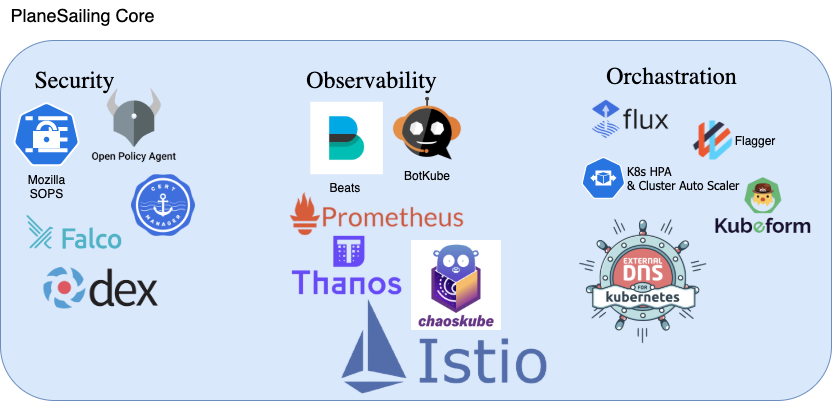 PlaneSailing Core
Security
Mozilla
SOPS
Open Policy Agent
CERT
MANAGER
Falco
dex
Observability
Beats
BotKube
Prometheus
Thanos
chaoskube
Istio
Orchastration
flux
Flagger
K8s HPA
& Cluster Auto Scaler
Kubeform
EXTERNAL
DNS
FOR
kubernetes